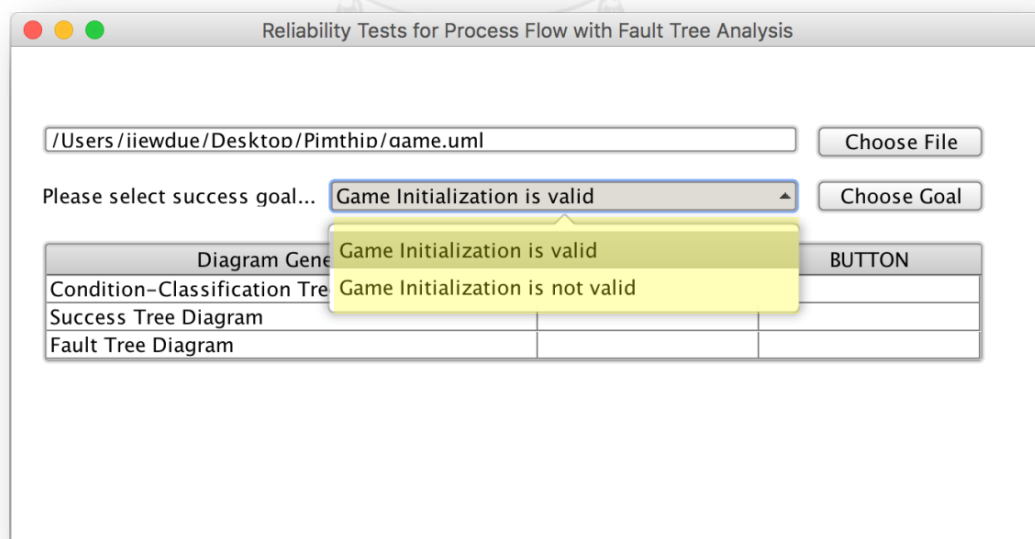 Reliability Tests for Process Flow with Fault Tree Analysis
/Users/jiewdue/Desktop/Pimthip/game.uml
Choose File
Please select success goal... Game Initialization is valid
Choose Goal
Game Initialization is valid
Game Initialization is not valid
Diagram Gene
BUTTON
Condition-Classification Tre
Success Tree Diagram
Fault Tree Diagram